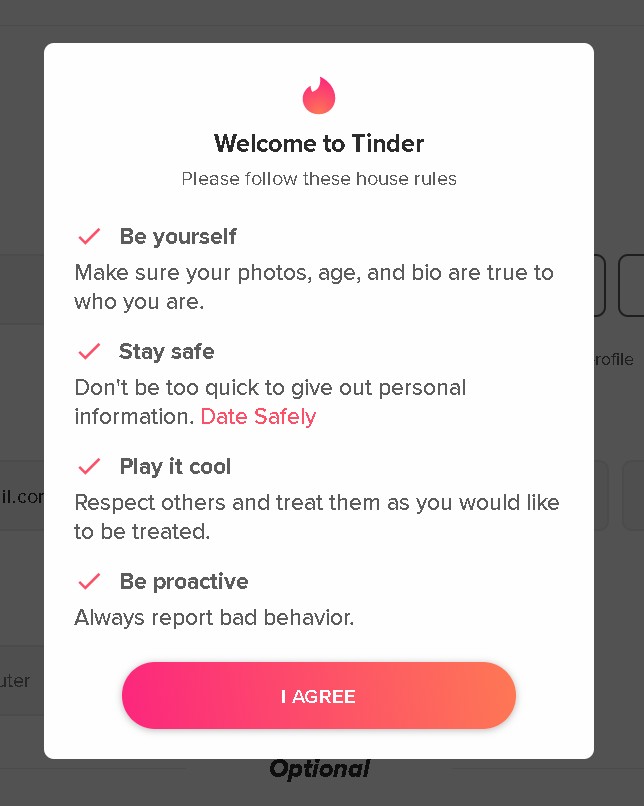 Welcome to Tinder
Please follow these house rules
Be yourself
Make sure your photos, age, and bio are true to
who you are.
rofile
Stay safe
Don't be too quick to give out personal
information. Date Safely
Play it cool
il.com
Respect others and treat them as you would like
to be treated.
Be proactive
Always report bad behavior.
uter
I AGREE
Optional